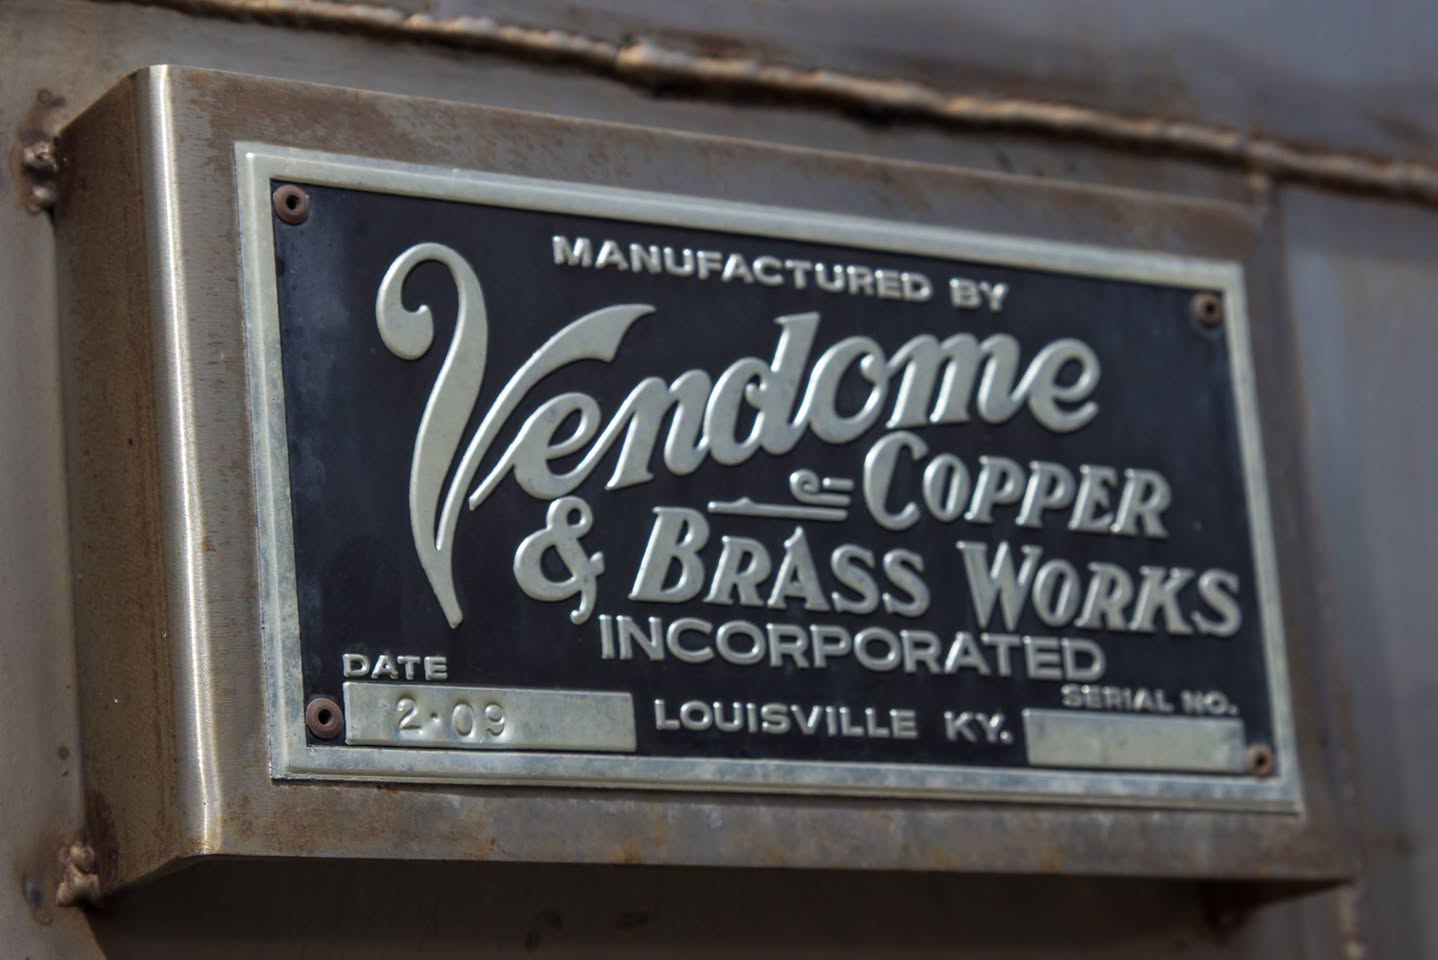 MANUFACTURED BY
Vendome
COPPER
& BRASS WORKS
INCORPORATED
DATE
2·09
LOUISVILLE KY.
SERIAL NO.